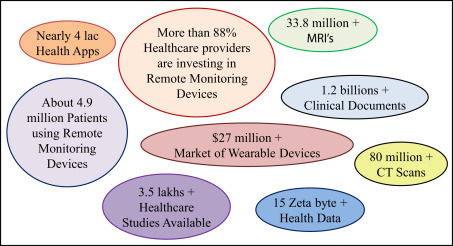 Nearly 4 lac
Health Apps
More than 88%
Healthcare providers
are investing in
Remote Monitoring
Devices
33.8 million +
MRI's
About 4.9
million Patients
using Remote
Monitoring
Devices
1.2 billions +
Clinical Documents
$27 million +
Market of Wearable Devices
80 million +
CT Scans
3.5 lakhs +
Healthcare
Studies Available
15 Zeta byte +
Health Data